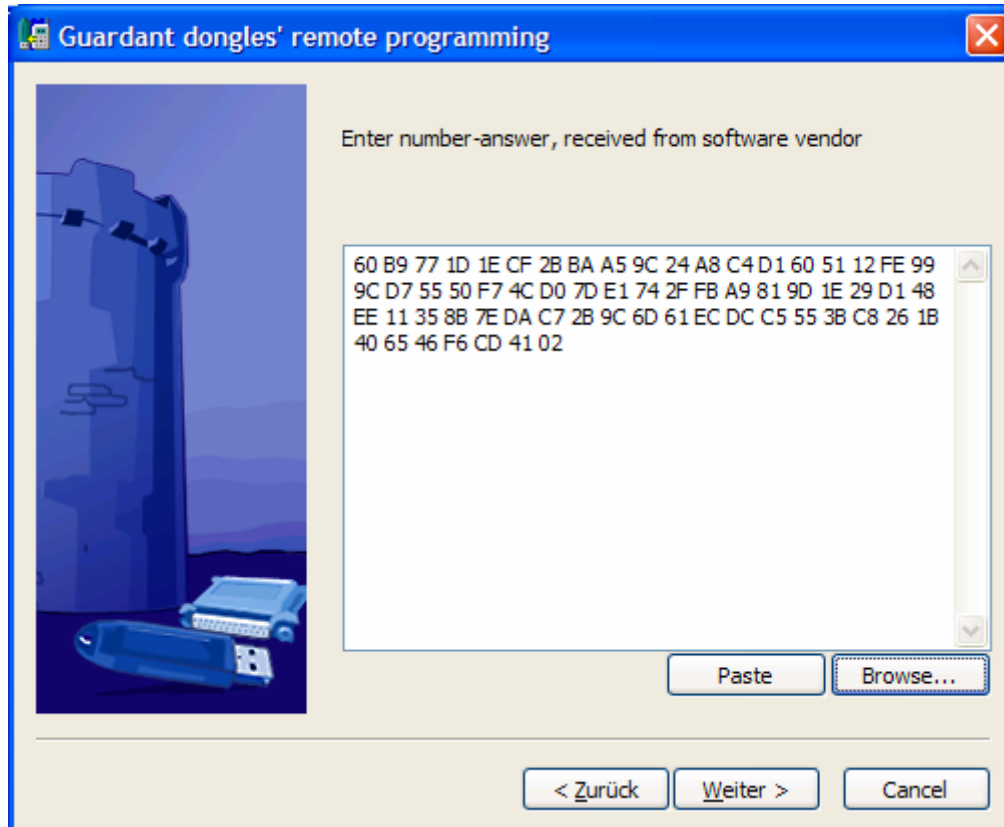 Guardant dongles' remote programming
Enter number-answer, received from software vendor
60 B9 77 1D 1E CF 2B BA A5 9C 24 A8 C4 D1 60 51 12 FE 99
9C D7 55 50 F7 4C D0 7D E1 74 2F FB A9 81 9D 1E 29 D1 48
EE 11 35 8B 7E DA C7 2B 9C 6D 61 EC DC C5 55 3B C8 26 1B
40 65 46 F6 CD 41 02
Paste Browse...
< Zurück Weiter > Cancel